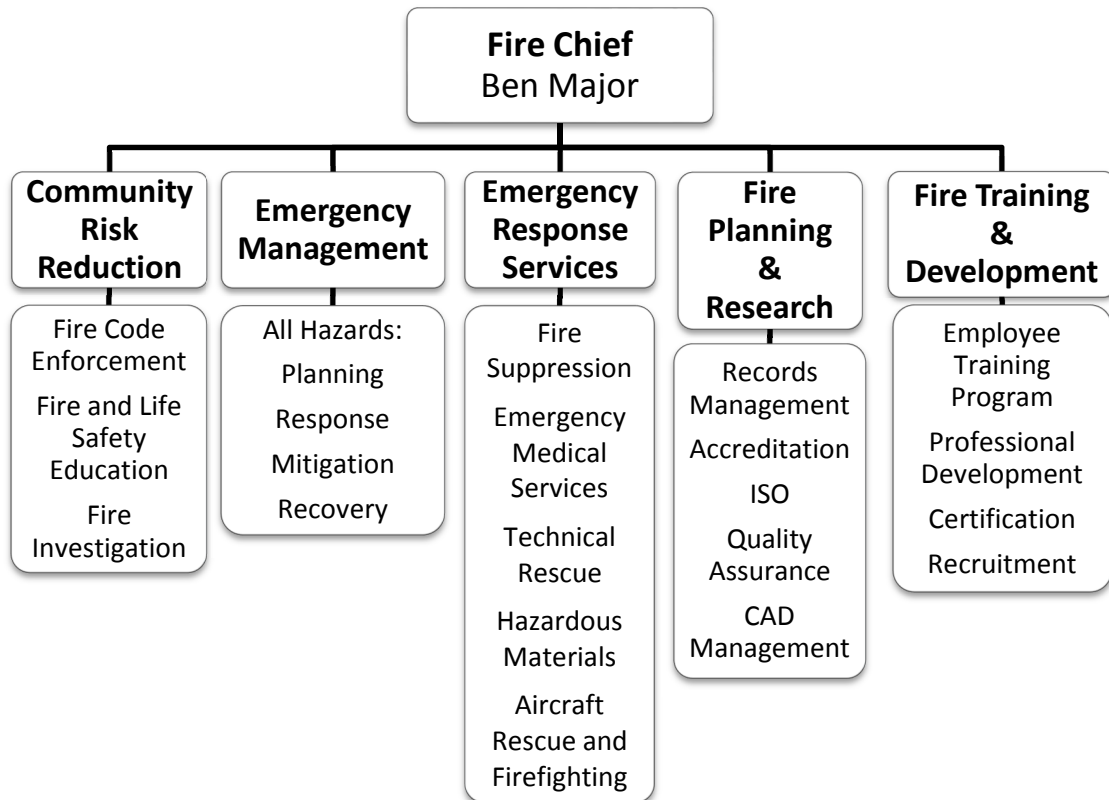 Fire Chief
Ben Major
Community
Risk
Reduction
Fire Code
Enforcement
Fire and Life
Safety
Education
Fire
Investigation
Emergency
Management
All Hazards:
Planning
Response
Mitigation
Recovery
Emergency
Response
Services
Fire
Suppression
Emergency
Medical
Services
Technical
Rescue
Hazardous
Materials
Aircraft
Rescue and
Firefighting
Fire
Planning
&
Research
Records
Management
Accreditation
ISO
Quality
Assurance
CAD
Management
Fire Training
&
Development
Employee
Training
Program
Professional
Development
Certification
Recruitment